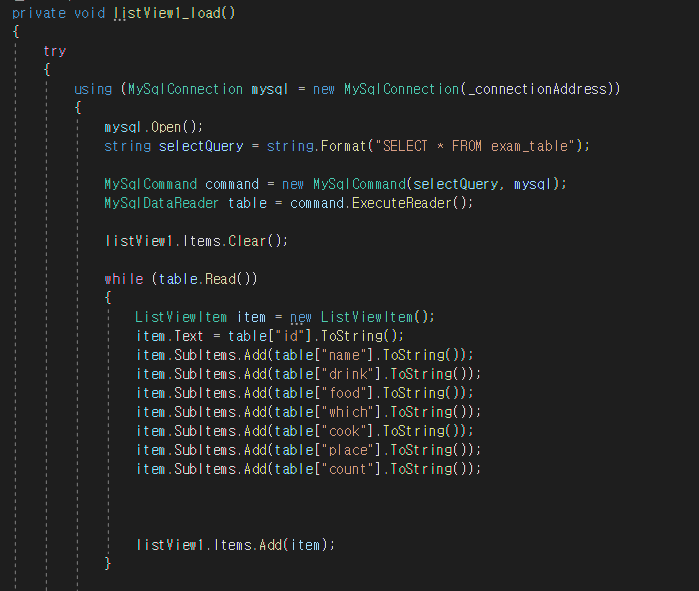 private void listView1_load()
{
try
{
using (MySqlConnection mysql = new MySqlConnection(_connectionAddress))
{
mysql.Open();
string selectQuery = string.Format("SELECT * FROM exam_table");
MySqlCommand command = new MySqlCommand(selectQuery, mysql);
MySqlDataReader table = command.ExecuteReader();
listView1.Items.Clear();
while (table.Read())
{
ListViewItem item = new ListViewItem();
item.Text = table["id"].ToString();
item.SubItems.Add(table["name"].ToString());
item.SubItems.Add(table["drink"].ToString());
item.SubItems.Add(table["food"].ToString());
item.SubItems.Add(table["which"].ToString());
item.SubItems.Add(table["cook"].ToString());
item.SubItems.Add(table["place"].ToString());
item.SubItems.Add(table["count"].ToString());
listView1.Items.Add(item);
}